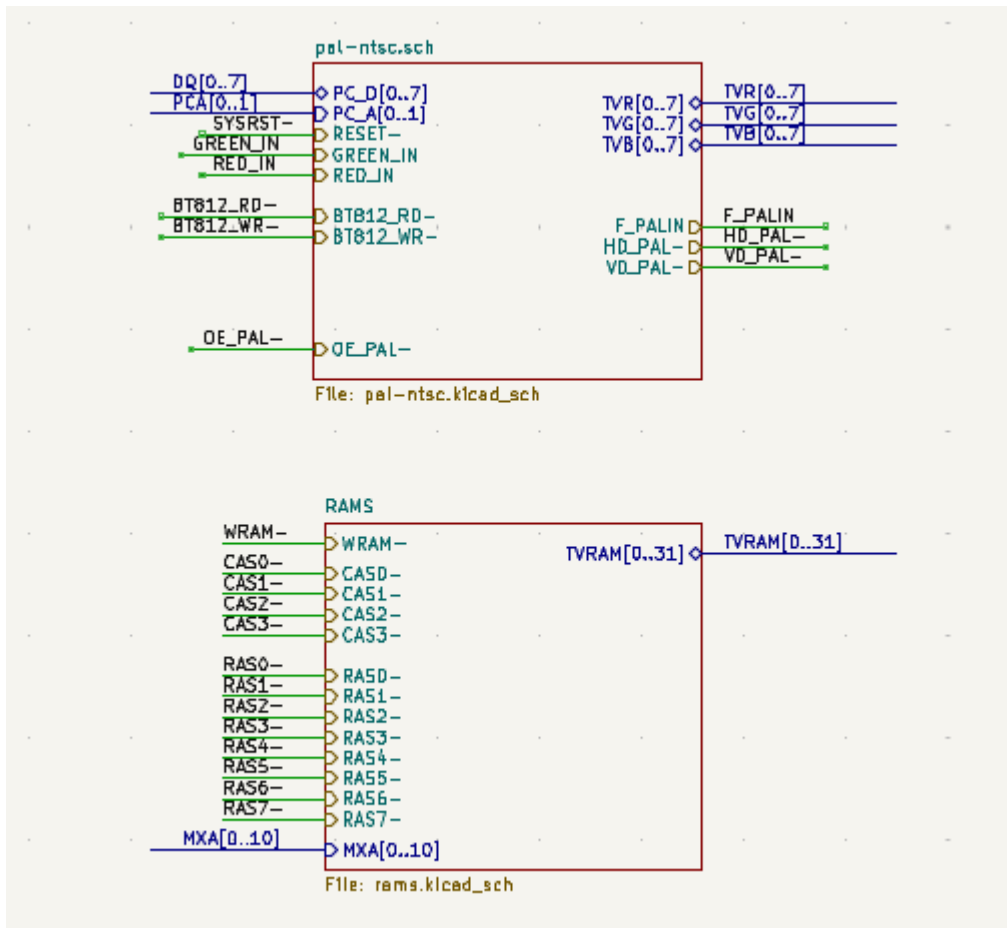 pal-ntsc.sch
DQ[0..7]
PC_D[0..7]
PCA[0..1]
PC_A[0..1]
SYSRST-
RESET-
GREEN_IN
GREEN_IN
RED_IN
RED_IN
BT812_RD-
BT812_RD-
BT812_WR-
BT812_WR-
OE_PAL-
OE_PAL-
TVR[0..7]
TVR[0..7]
TVG[0..7]
TVG[0..7]
TVB[0..7]
TVB[0..7]
F_PALIN
F_PALIN
HD_PAL-
HD_PAL-
VD_PAL-
VD_PAL-
File: pal-ntsc.kicad_sch
RAMS
WRAM-
WRAM-
CAS0-
CAS0-
CAS1-
CAS1-
CAS2-
CAS2-
CAS3-
CAS3-
RAS0-
RAS0-
RAS1-
RAS1-
RAS2-
RAS2-
RAS3-
RAS3-
RAS4-
RAS4-
RAS5-
RAS5-
RAS6-
RAS6-
RAS7-
RAS7-
MXA[0..10]
MXA[0..10]
TVRAM[0..31]
TVRAM[0..31]
File: rams.kicad_sch